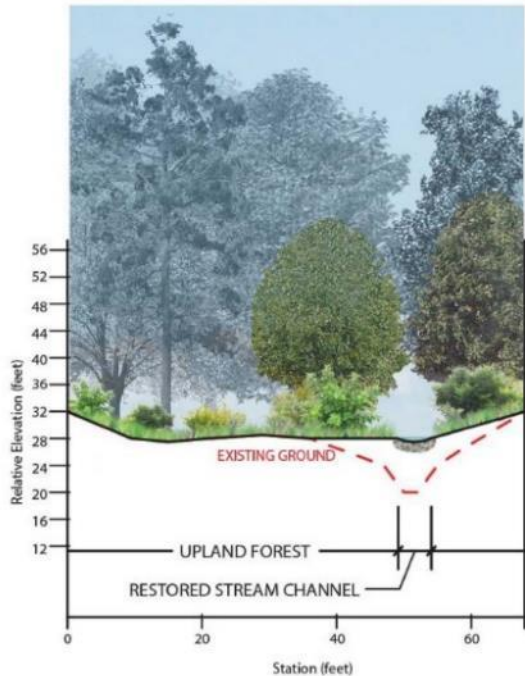 56
52
48
44
40
36
32
28
24
20
16
12
Relative Elevation (feet)
EXISTING GROUND
UPLAND FOREST
RESTORED STREAM CHANNEL
0 20 40 60
Station (feet)